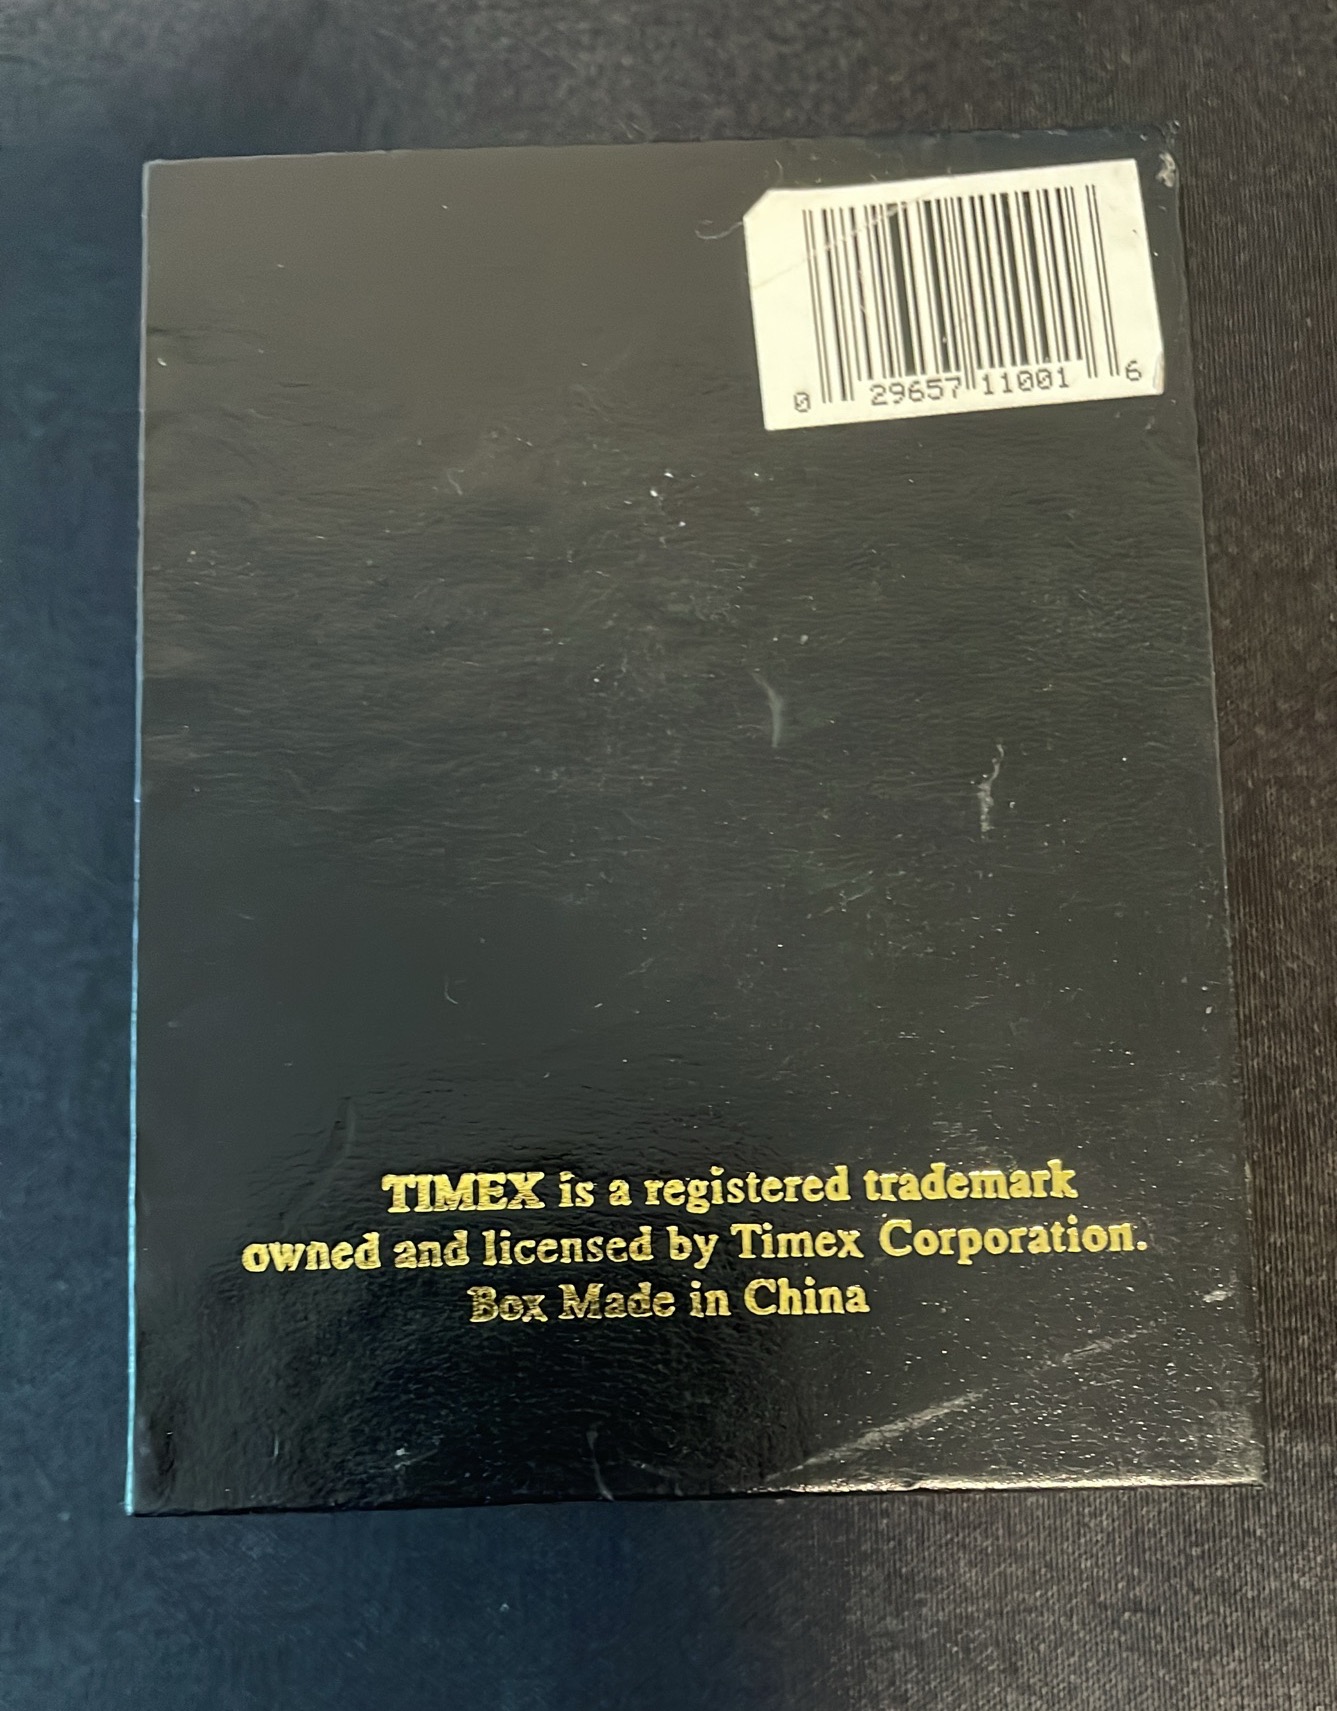 0 29657 11001 6
TIMEX is a registered trademark
owned and licensed by Timex Corporation.
Box Made in China